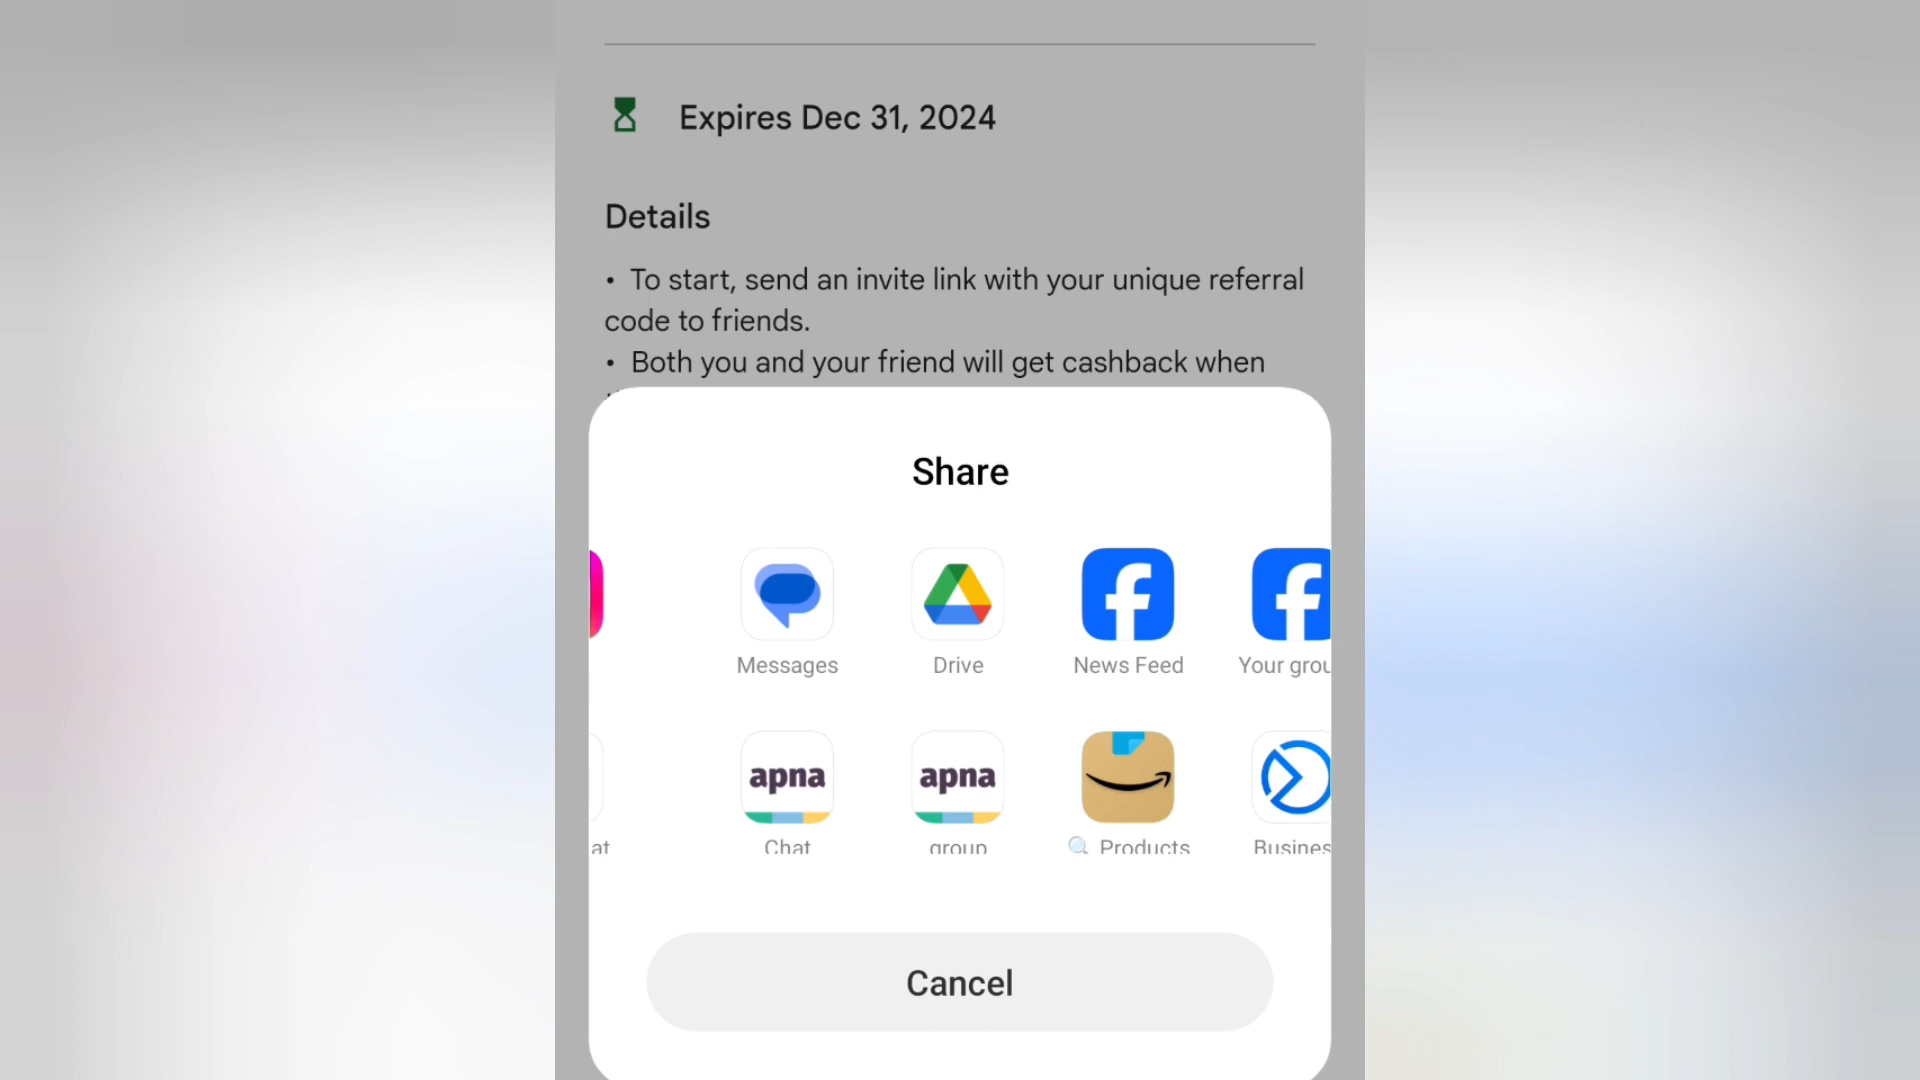 Expires Dec 31, 2024
Details
• To start, send an invite link with your unique referral
code to friends.
• Both you and your friend will get cashback when
Share
Messages
Drive
News Feed
Your grou
apna
apna
at
Chat
group
Products
Busines
Cancel